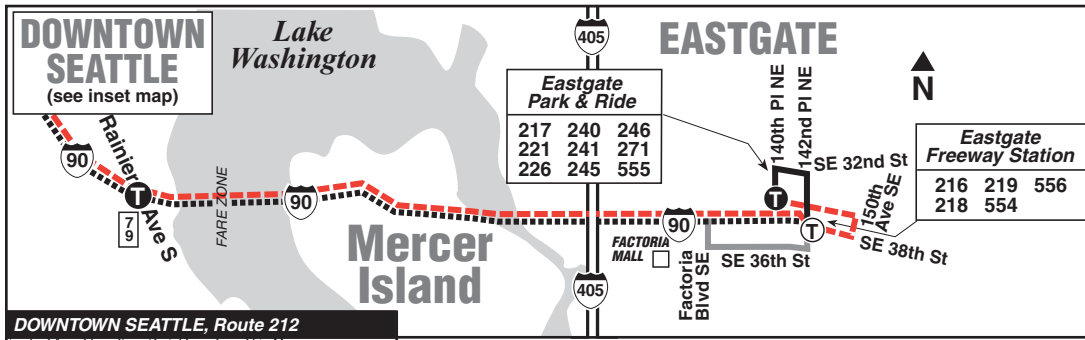 DOWNTOWN
SEATTLE
(see inset map)
Lake
Washington
405
EASTGATE
N
Eastgate
Park & Ride
217 240 246
221 241 271
226 245 555
140th Pl NE
142nd Pl NE
SE 32nd St
Eastgate
Freeway Station
216 219 556
218 554
150th
Ave SE
90
Rainier
Ave S
T
7
9
FARE ZONE
90
Mercer
Island
90
T
T
FACTORIA
MALL
Factoria
Blvd SE
SE 36th St
SE 38th St
405
DOWNTOWN SEATTLE, Route 212